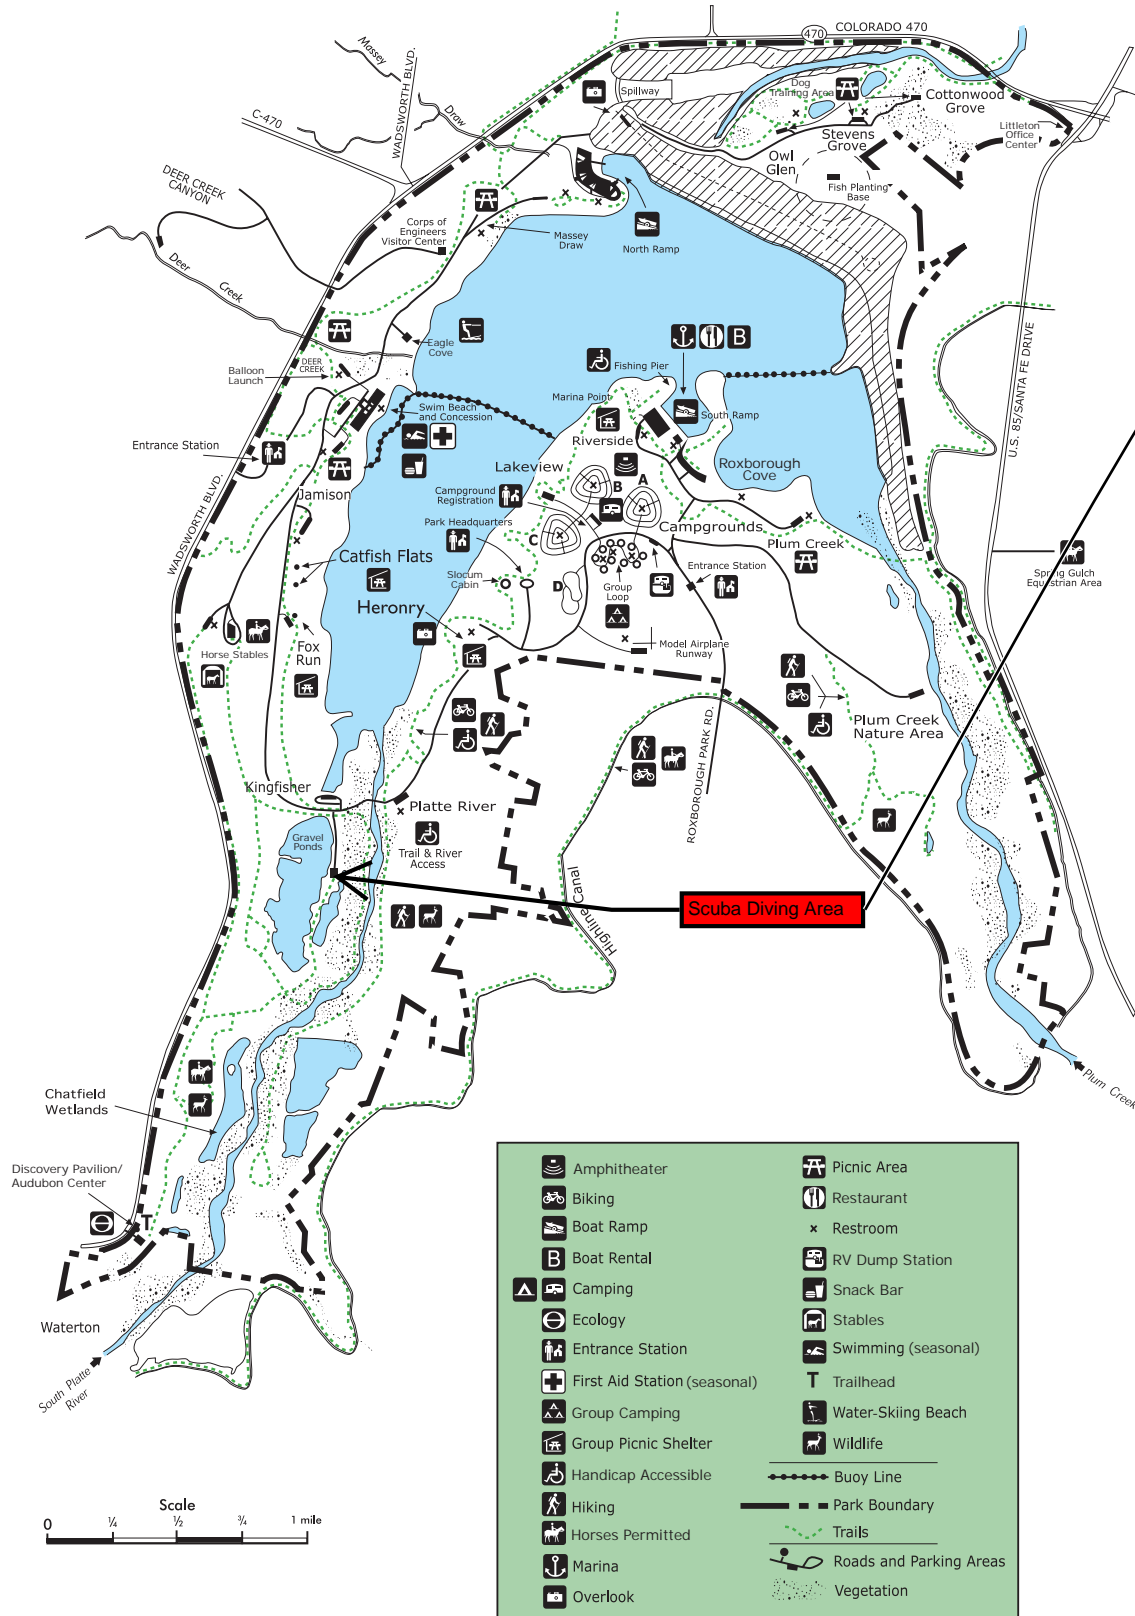 COLORADO 470
470
Massey
Draw
WADSWORTH BLVD.
C-470
Spillway
Dog
Training Area
Cottonwood
Grove
Stevens
Grove
Littleton
Office
Center
Owl
Glen
Fish Planting
Base
DEER CREEK
CANYON
Corps of
Engineers
Visitor Center
Massey
Draw
North Ramp
Deer
Creek
Eagle
Cove
U.S. 85/SANTA FE DRIVE
Balloon
Launch
DEER
CREEK
B
Fishing Pier
Marina Point
Swim Beach
and Concession
South Ramp
Riverside
Entrance Station
Lakeview
Roxborough
Cove
Jamison
Campground
Registration
B
A
WADSWORTH BLVD.
Park Headquarters
Campgrounds
C
Catfish Flats
Plum Creek
Slocum
Cabin
D
Group
Loop
Entrance Station
Spring Gulch
Equestrian Area
Heronry
Fox
Run
Horse Stables
Model Airplane
Runway
ROXBOROUGH PARK RD.
Plum Creek
Nature Area
Kingfisher
Platte River
Gravel
Ponds
Trail & River
Access
Highline Canal
Scuba Diving Area
Plum Creek
Chatfield
Wetlands
Discovery Pavilion/
Audubon Center
T
Waterton
South Platte
River
Scale
0 ¼ ½ ¾ 1 mile
Amphitheater
Biking
Boat Ramp
B Boat Rental
Camping
Ecology
Entrance Station
First Aid Station (seasonal)
Group Camping
Group Picnic Shelter
Handicap Accessible
Hiking
Horses Permitted
Marina
Overlook
Picnic Area
Restaurant
Restroom
RV Dump Station
Snack Bar
Stables
Swimming (seasonal)
T Trailhead
Water-Skiing Beach
Wildlife
Buoy Line
Park Boundary
Trails
Roads and Parking Areas
Vegetation